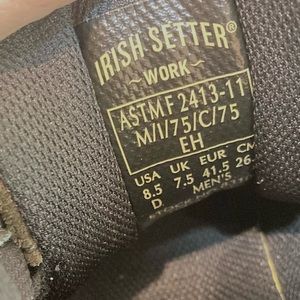 IRISH SETTER®
~ WORK ~
ASTM F 2413-11
M/I/75/C/75
EH
USA UK EUR CM
8.5 7.5 41.5 26.
D MEN'S